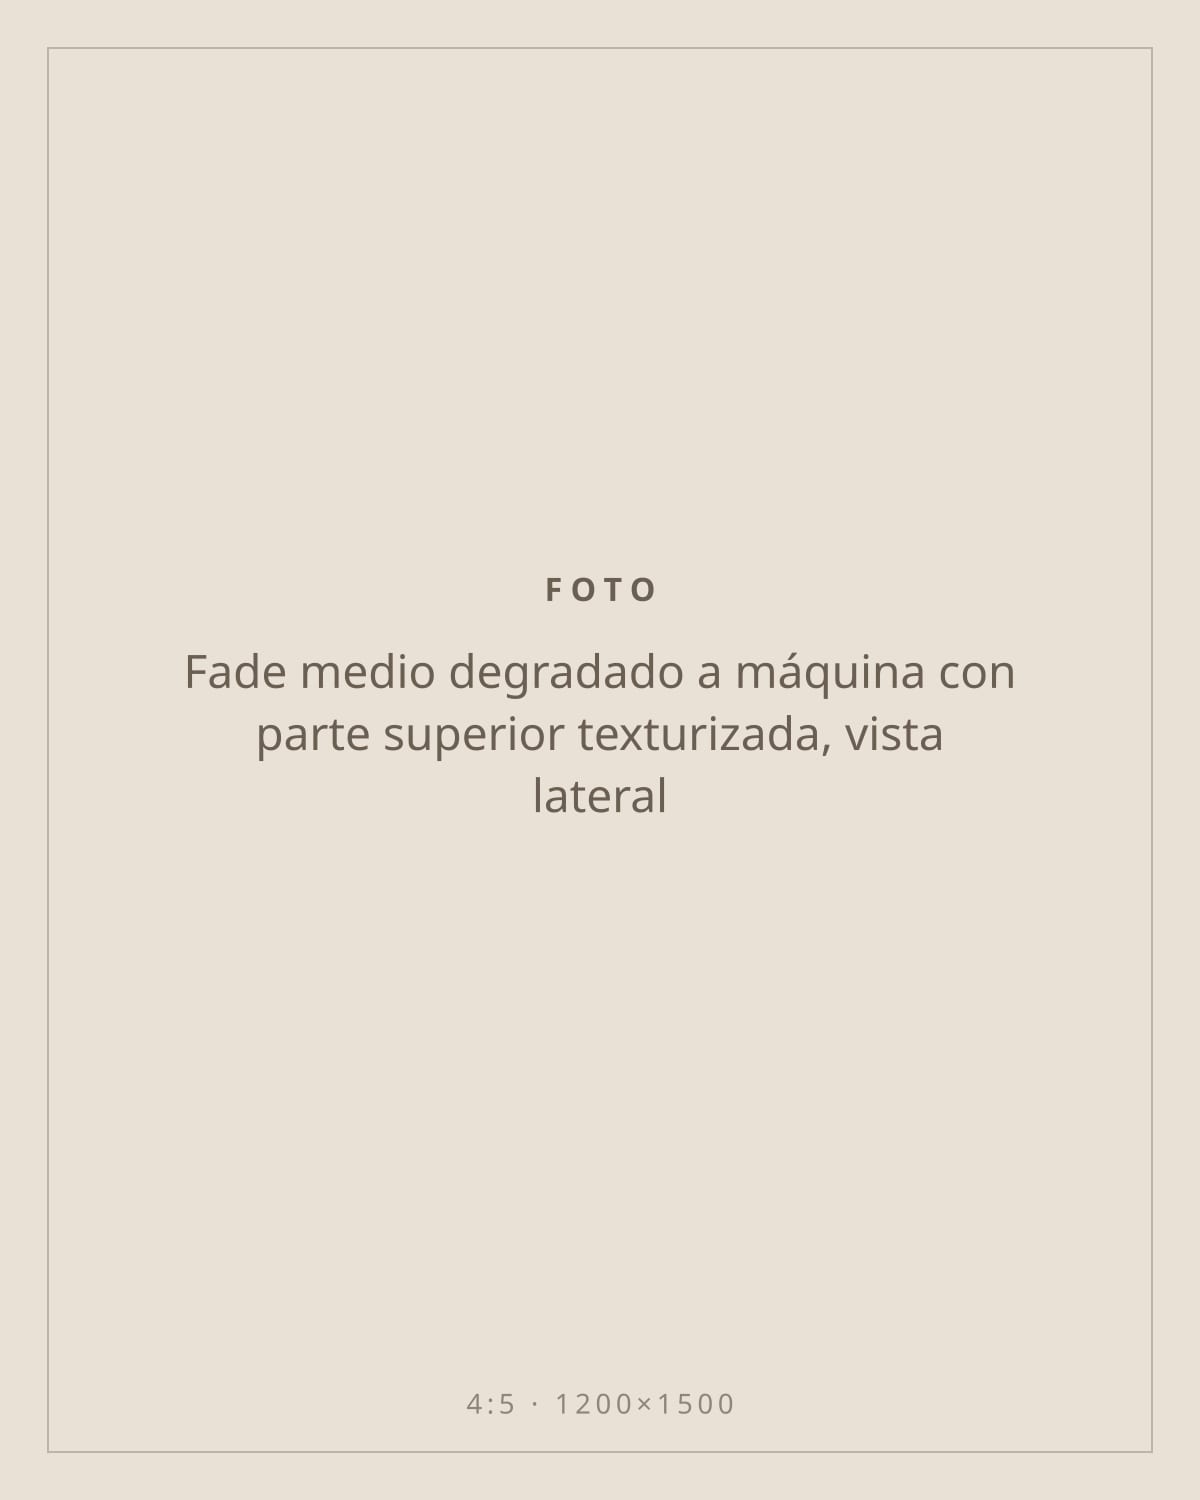 FOTO
Fade medio degradado a máquina con
parte superior texturizada, vista
lateral
4:5 · 1200×1500